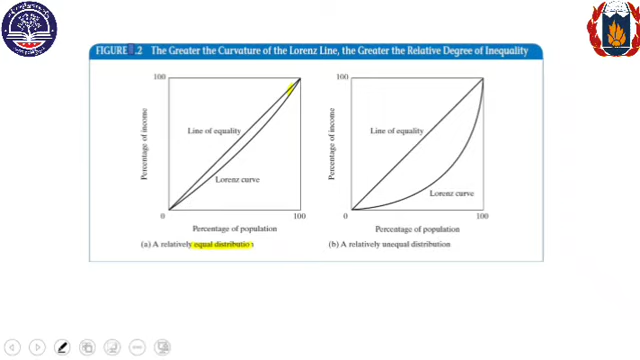 FIGURE .2 The Greater the Curvature of the Lorenz Line, the Greater the Relative Degree of Inequality
100
Percentage of income
Line of equality
Lorenz curve
0
100
Percentage of population
(a) A relatively equal distribution
100
Percentage of income
Line of equality
Lorenz curve
0
100
Percentage of population
(b) A relatively unequal distribution